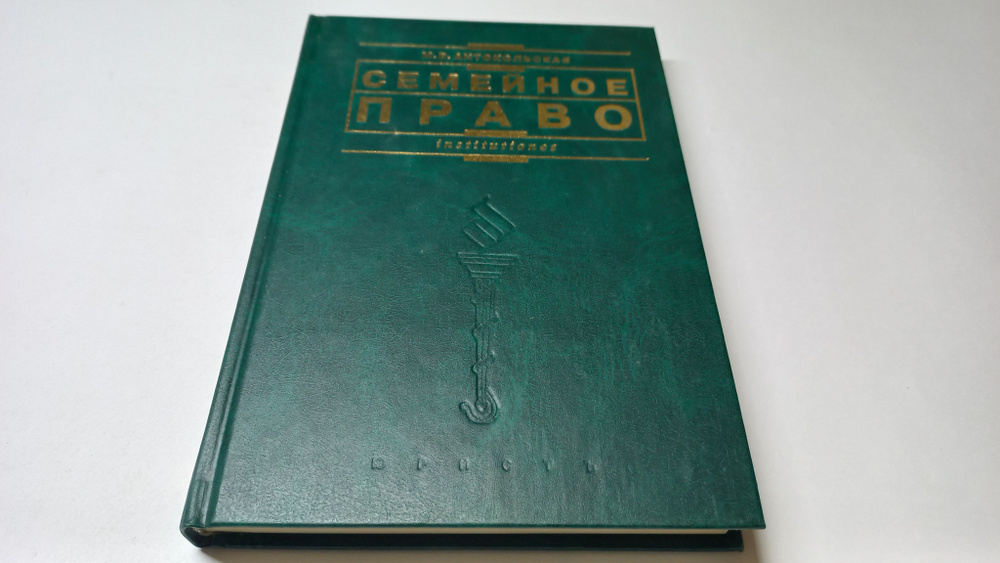 М.В. АНТОКОЛЬСКАЯ
СЕМЕЙНОЕ
ПРАВО
institutiones
ЮРИСТЪ